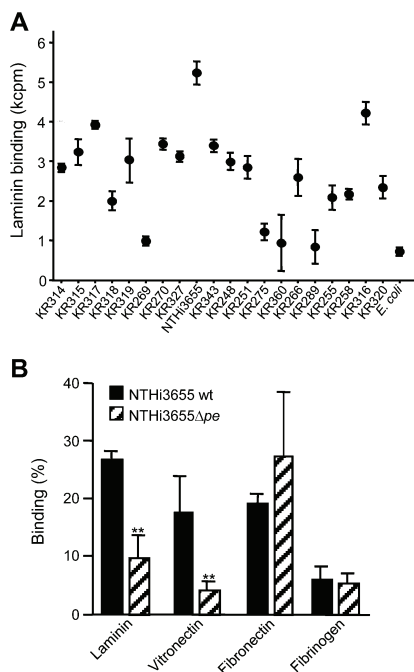 A
Laminin binding (kcpm)
6
5
4
3
2
1
0
KR314
KR315
KR317
KR318
KR319
KR269
KR270
KR327
NTHi3655
KR343
KR248
KR251
KR275
KR360
KR266
KR289
KR255
KR258
KR316
KR320
E. coli
B
NTHi3655 wt
NTHi3655Δpe
Binding (%)
40
30
20
10
0
**
**
Laminin
Vitronectin
Fibronectin
Fibrinogen